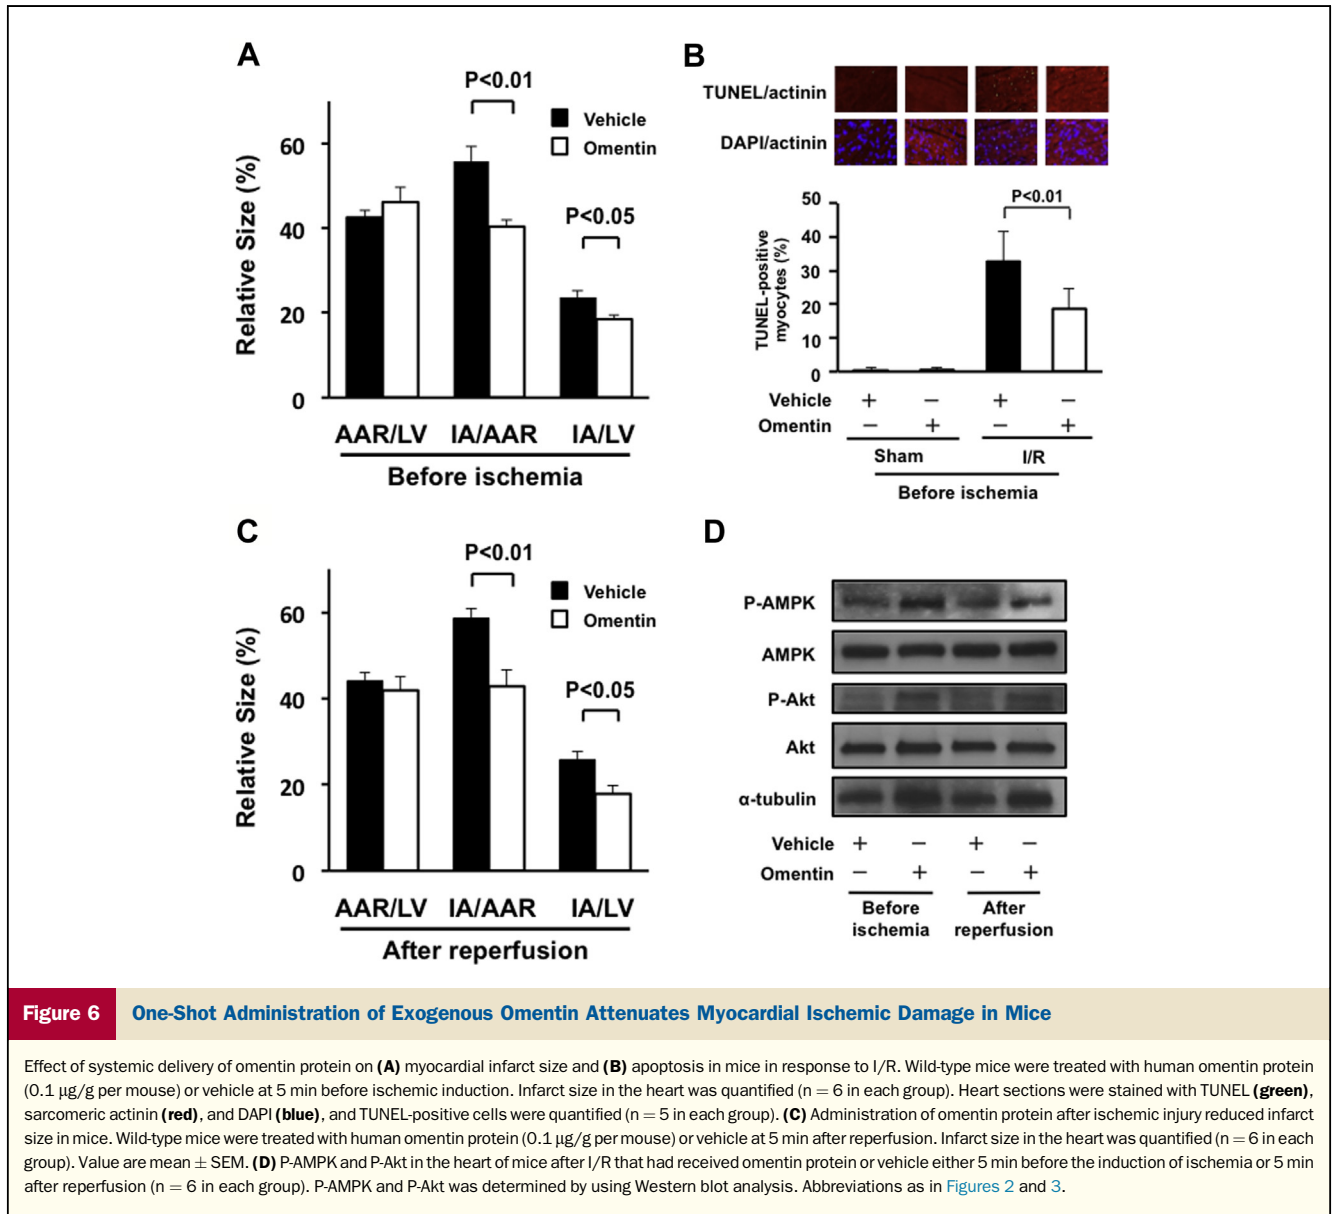 A
P<0.01
Vehicle
Omentin
P<0.05
Relative Size (%)
60
40
20
0
AAR/LV IA/AAR IA/LV
Before ischemia
B
TUNEL/actinin
DAPI/actinin
P<0.01
TUNEL-positive
myocytes (%)
50
40
30
20
10
0
Vehicle + − + −
Omentin − + − +
Sham I/R
Before ischemia
C
P<0.01
Vehicle
Omentin
P<0.05
Relative Size (%)
60
40
20
0
AAR/LV IA/AAR IA/LV
After reperfusion
D
P-AMPK
AMPK
P-Akt
Akt
α-tubulin
Vehicle + − + −
Omentin − + − +
Before After
ischemia reperfusion
Figure 6 One-Shot Administration of Exogenous Omentin Attenuates Myocardial Ischemic Damage in Mice
Effect of systemic delivery of omentin protein on (A) myocardial infarct size and (B) apoptosis in mice in response to I/R. Wild-type mice were treated with human omentin protein
(0.1 μg/g per mouse) or vehicle at 5 min before ischemic induction. Infarct size in the heart was quantified (n = 6 in each group). Heart sections were stained with TUNEL (green),
sarcomeric actinin (red), and DAPI (blue), and TUNEL-positive cells were quantified (n = 5 in each group). (C) Administration of omentin protein after ischemic injury reduced infarct
size in mice. Wild-type mice were treated with human omentin protein (0.1 μg/g per mouse) or vehicle at 5 min after reperfusion. Infarct size in the heart was quantified (n = 6 in each
group). Value are mean ± SEM. (D) P-AMPK and P-Akt in the heart of mice after I/R that had received omentin protein or vehicle either 5 min before the induction of ischemia or 5 min
after reperfusion (n = 6 in each group). P-AMPK and P-Akt was determined by using Western blot analysis. Abbreviations as in Figures 2 and 3.